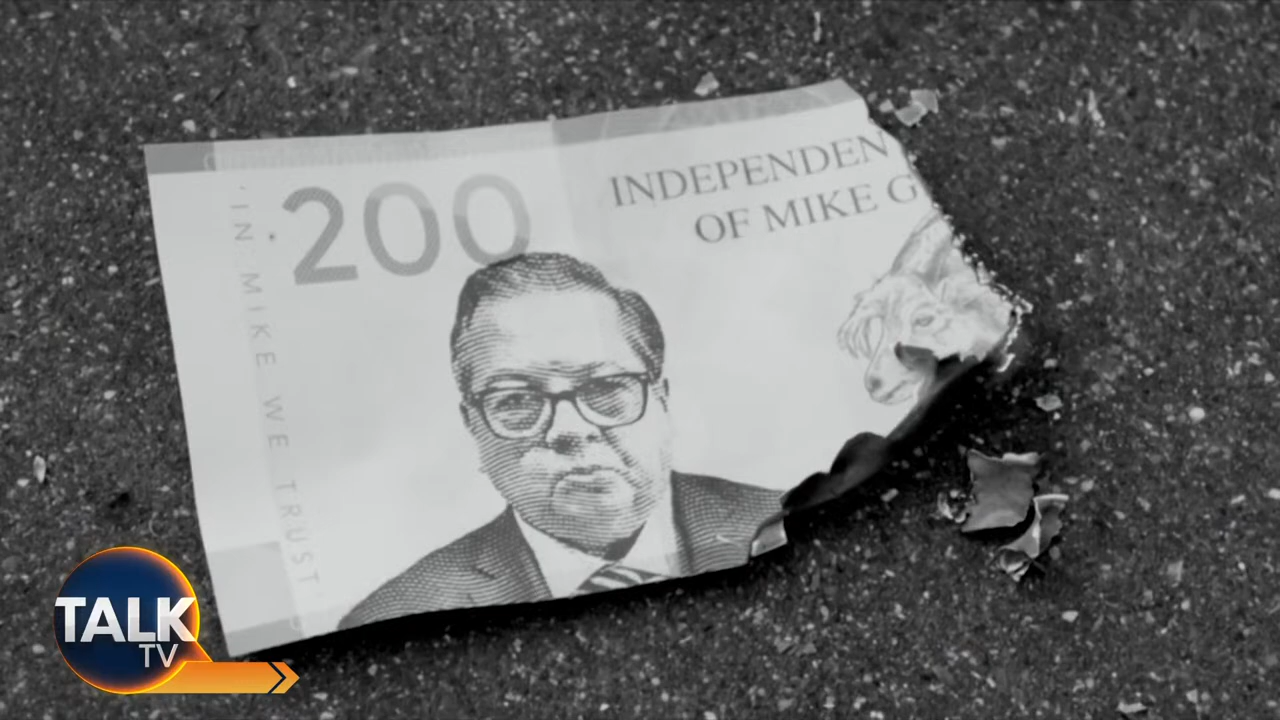 200
INDEPENDEN
OF MIKE G
'IN MIKE WE TRUST'
TALK
TV